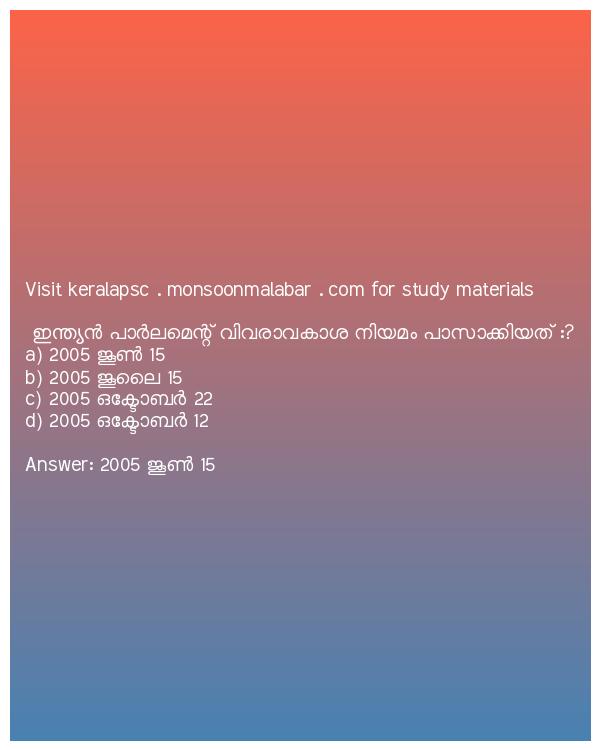 Visit keralapsc . monsoonmalabar . com for study materials
ഇന്ത്യൻ പാർലമെന്റ് വിവരാവകാശ നിയമം പാസാക്കിയത് :?
a) 2005 ജൂൺ 15
b) 2005 ജൂലൈ 15
c) 2005 ഒക്ടോബർ 22
d) 2005 ഒക്ടോബർ 12
Answer: 2005 ജൂൺ 15